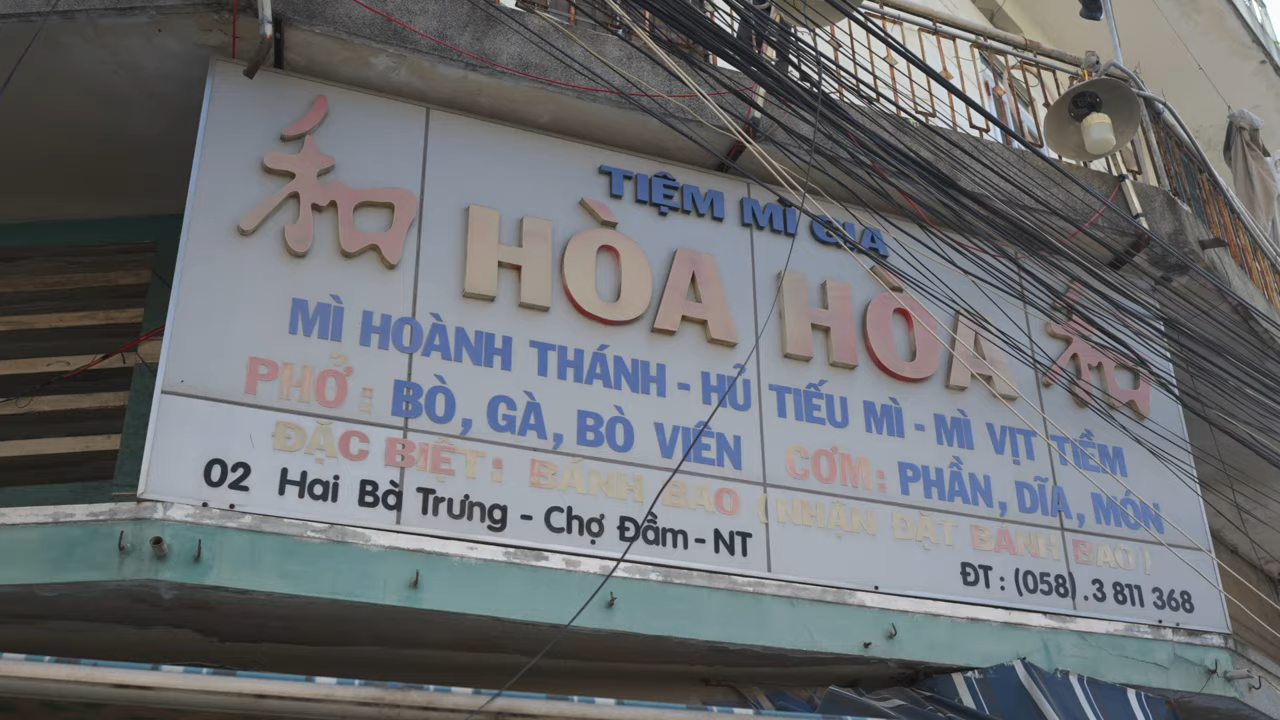 和 TIỆM MÌ GIA 和
HÒA HÒA
MÌ HOÀNH THÁNH - HỦ TIẾU MÌ - MÌ VỊT TIỀM
PHỞ : BÒ, GÀ, BÒ VIÊN CƠM : PHẦN, DĨA, MÓN
ĐẶC BIỆT : BÁNH BAO ( NHẬN ĐẶT BÁNH BAO )
02 Hai Bà Trưng - Chợ Đầm - NT
ĐT : (058) . 3 811 368